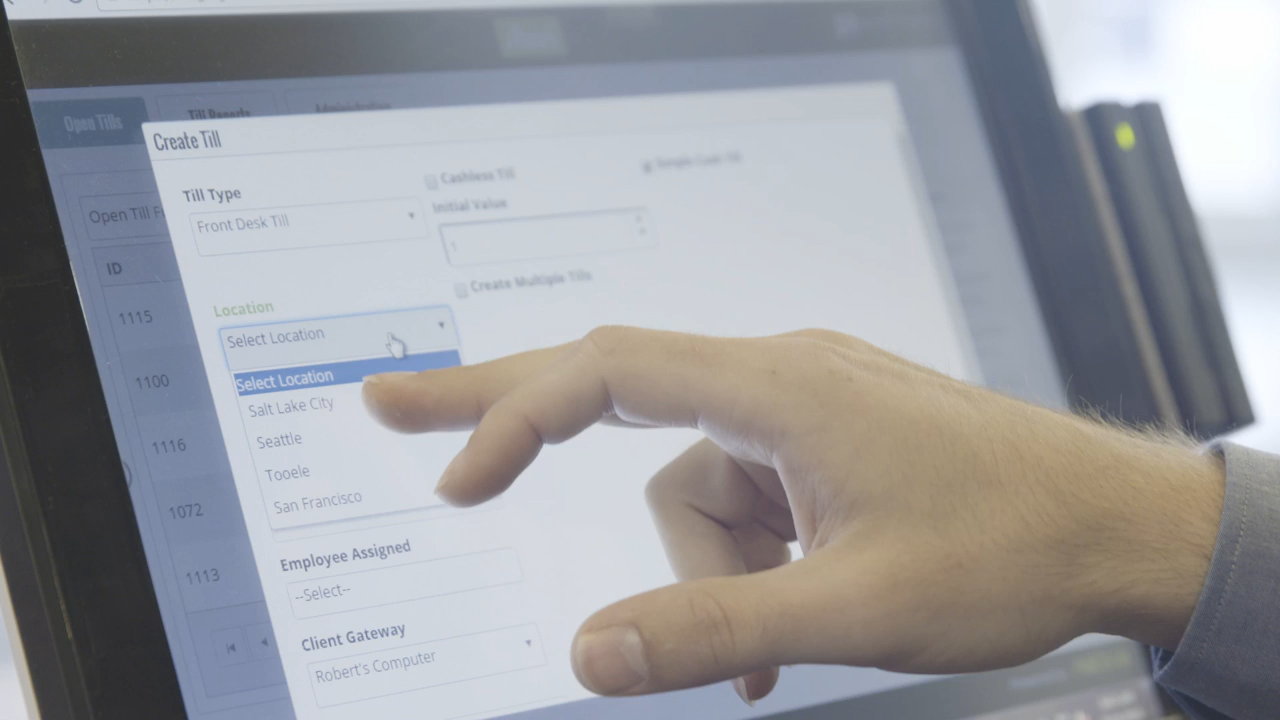 Open Tills
Till Reports
Administration
Create Till
Till Type
Front Desk Till
Cashless Till
Initial Value
1
Create Multiple Tills
Location
Select Location
Select Location
Salt Lake City
Seattle
Tooele
San Francisco
Employee Assigned
--Select--
Client Gateway
Robert's Computer
Open Till F
ID
1115
1100
1116
1072
1113